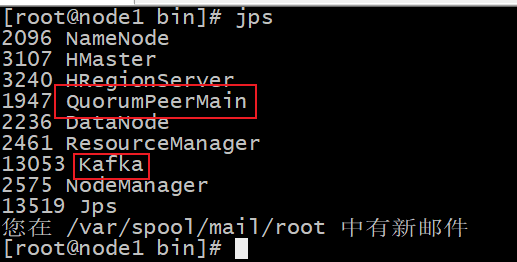 [root@node1 bin]# jps
2096 NameNode
3107 HMaster
3240 HRegionServer
1947 QuorumPeerMain
2236 DataNode
2461 ResourceManager
13053 Kafka
2575 NodeManager
13519 Jps
您在 /var/spool/mail/root 中有新邮件
[root@node1 bin]#